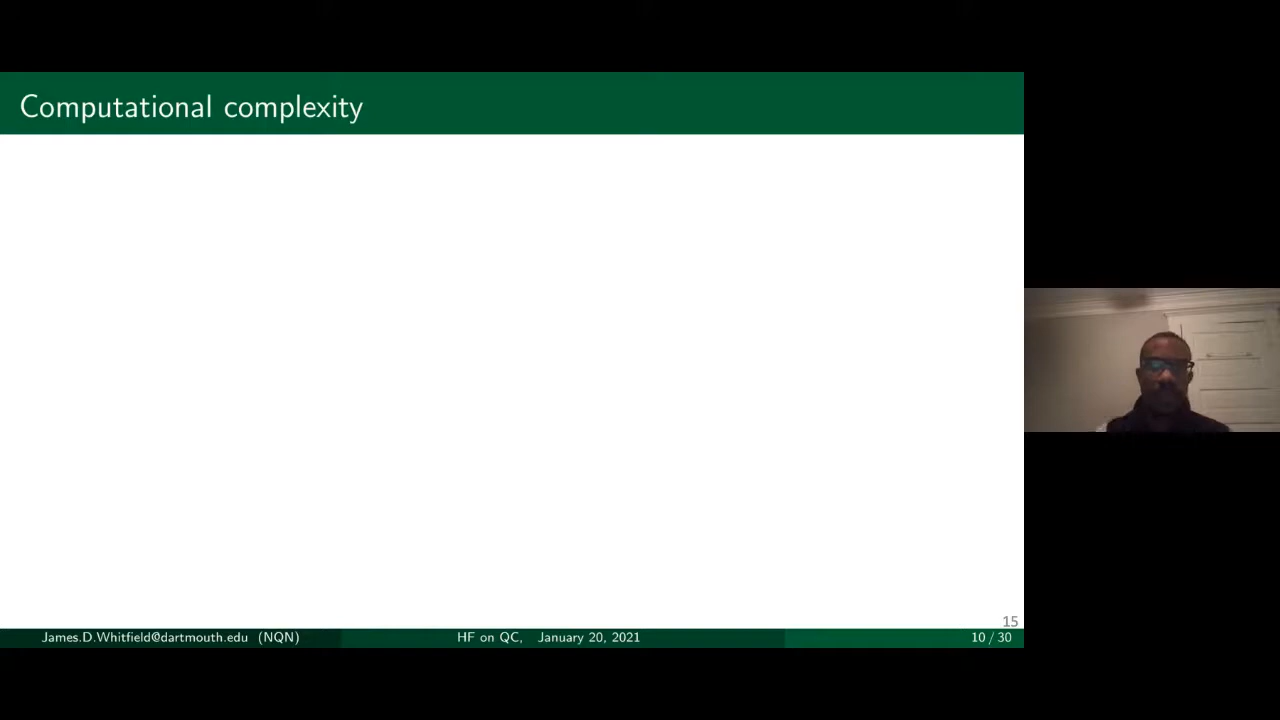 Computational complexity
15
James.D.Whitfield@dartmouth.edu (NQN)
HF on QC, January 20, 2021
10 / 30